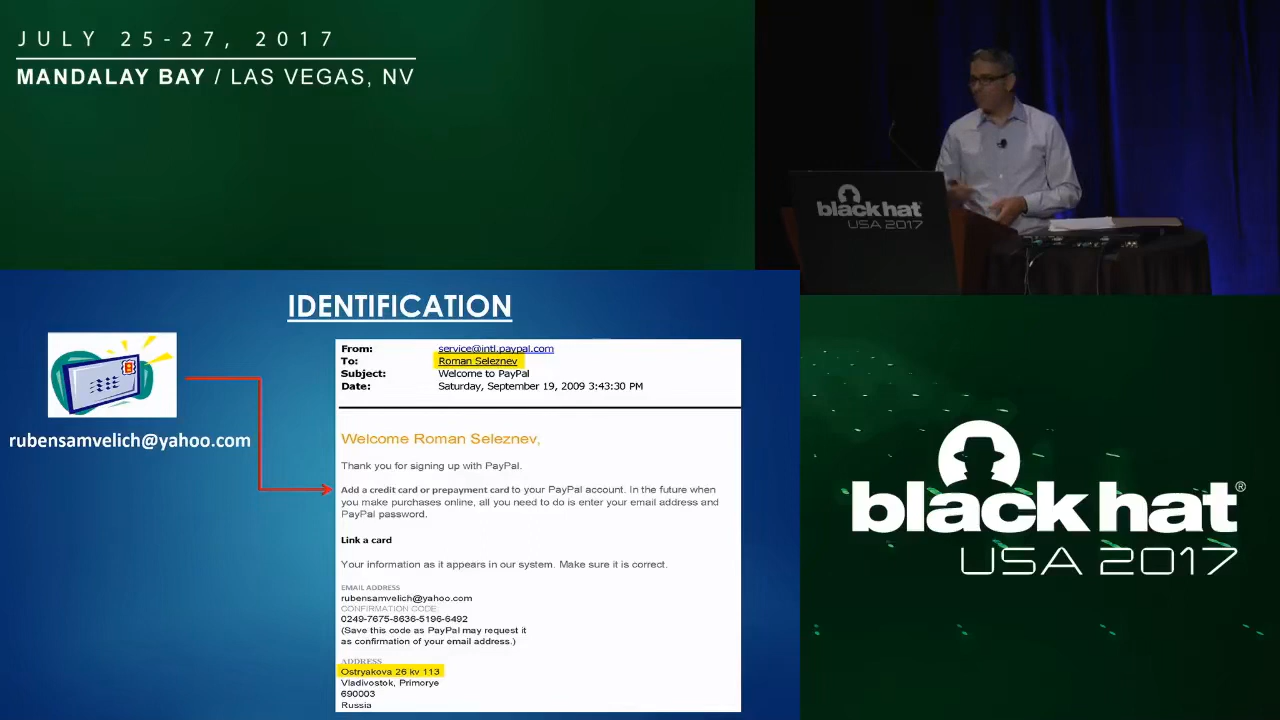 JULY 25-27, 2017
MANDALAY BAY / LAS VEGAS, NV
black hat
USA 2017
IDENTIFICATION
rubensamvelich@yahoo.com
From: service@intl.paypal.com
To: Roman Seleznev
Subject: Welcome to PayPal
Date: Saturday, September 19, 2009 3:43:30 PM
Welcome Roman Seleznev,
Thank you for signing up with PayPal.
Add a credit card or prepayment card to your PayPal account. In the future when
you make purchases online, all you need to do is enter your email address and
PayPal password.
Link a card
Your information as it appears in our system. Make sure it is correct.
EMAIL ADDRESS
rubensamvelich@yahoo.com
CONFIRMATION CODE:
0249-7675-8636-5196-6492
(Save this code as PayPal may request it
as confirmation of your email address.)
ADDRESS
Ostryakova 26 kv 113
Vladivostok, Primorye
690003
Russia
black hat®
USA 2017